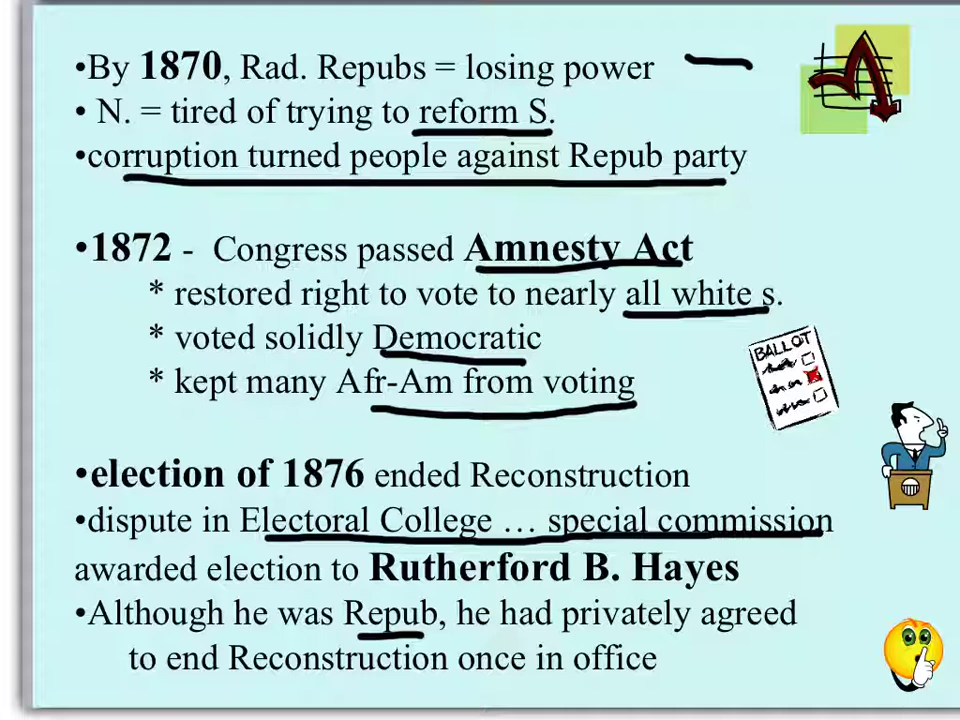 •By 1870, Rad. Repubs = losing power
• N. = tired of trying to reform S.
•corruption turned people against Repub party
•1872 - Congress passed Amnesty Act
* restored right to vote to nearly all white s.
* voted solidly Democratic
* kept many Afr-Am from voting
BALLOT
•election of 1876 ended Reconstruction
•dispute in Electoral College … special commission
awarded election to Rutherford B. Hayes
•Although he was Repub, he had privately agreed
to end Reconstruction once in office